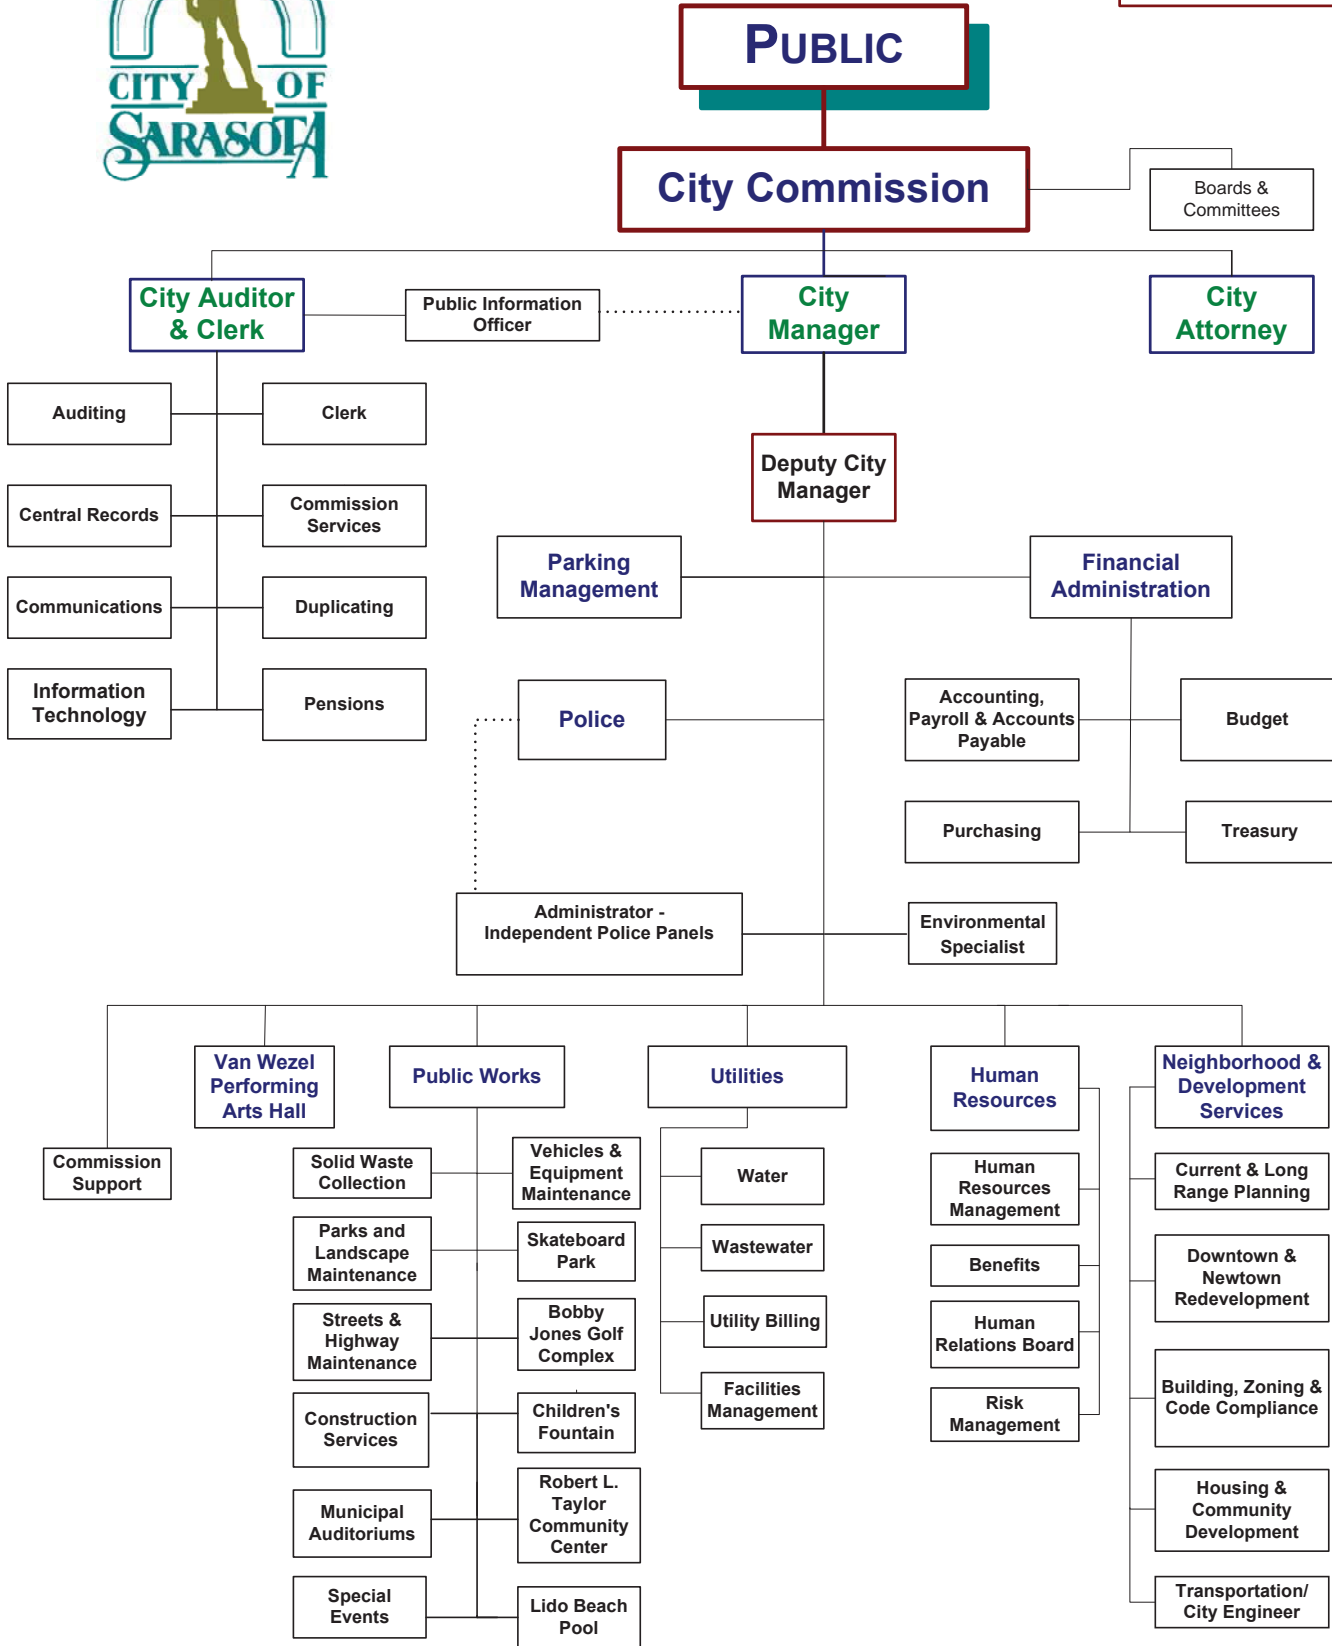 CITY OF
SARASOTA
PUBLIC
City Commission
Boards &
Committees
City Auditor
& Clerk
Public Information
Officer
City
Manager
City
Attorney
Auditing
Clerk
Central Records
Commission
Services
Communications
Duplicating
Information
Technology
Pensions
Deputy City
Manager
Parking
Management
Financial
Administration
Police
Accounting,
Payroll & Accounts
Payable
Budget
Purchasing
Treasury
Administrator -
Independent Police Panels
Environmental
Specialist
Commission
Support
Van Wezel
Performing
Arts Hall
Public Works
Solid Waste
Collection
Vehicles &
Equipment
Maintenance
Parks and
Landscape
Maintenance
Skateboard
Park
Streets &
Highway
Maintenance
Bobby
Jones Golf
Complex
Construction
Services
Children's
Fountain
Municipal
Auditoriums
Robert L.
Taylor
Community
Center
Special
Events
Lido Beach
Pool
Utilities
Water
Wastewater
Utility Billing
Facilities
Management
Human
Resources
Human
Resources
Management
Benefits
Human
Relations Board
Risk
Management
Neighborhood &
Development
Services
Current & Long
Range Planning
Downtown &
Newtown
Redevelopment
Building, Zoning &
Code Compliance
Housing &
Community
Development
Transportation/
City Engineer